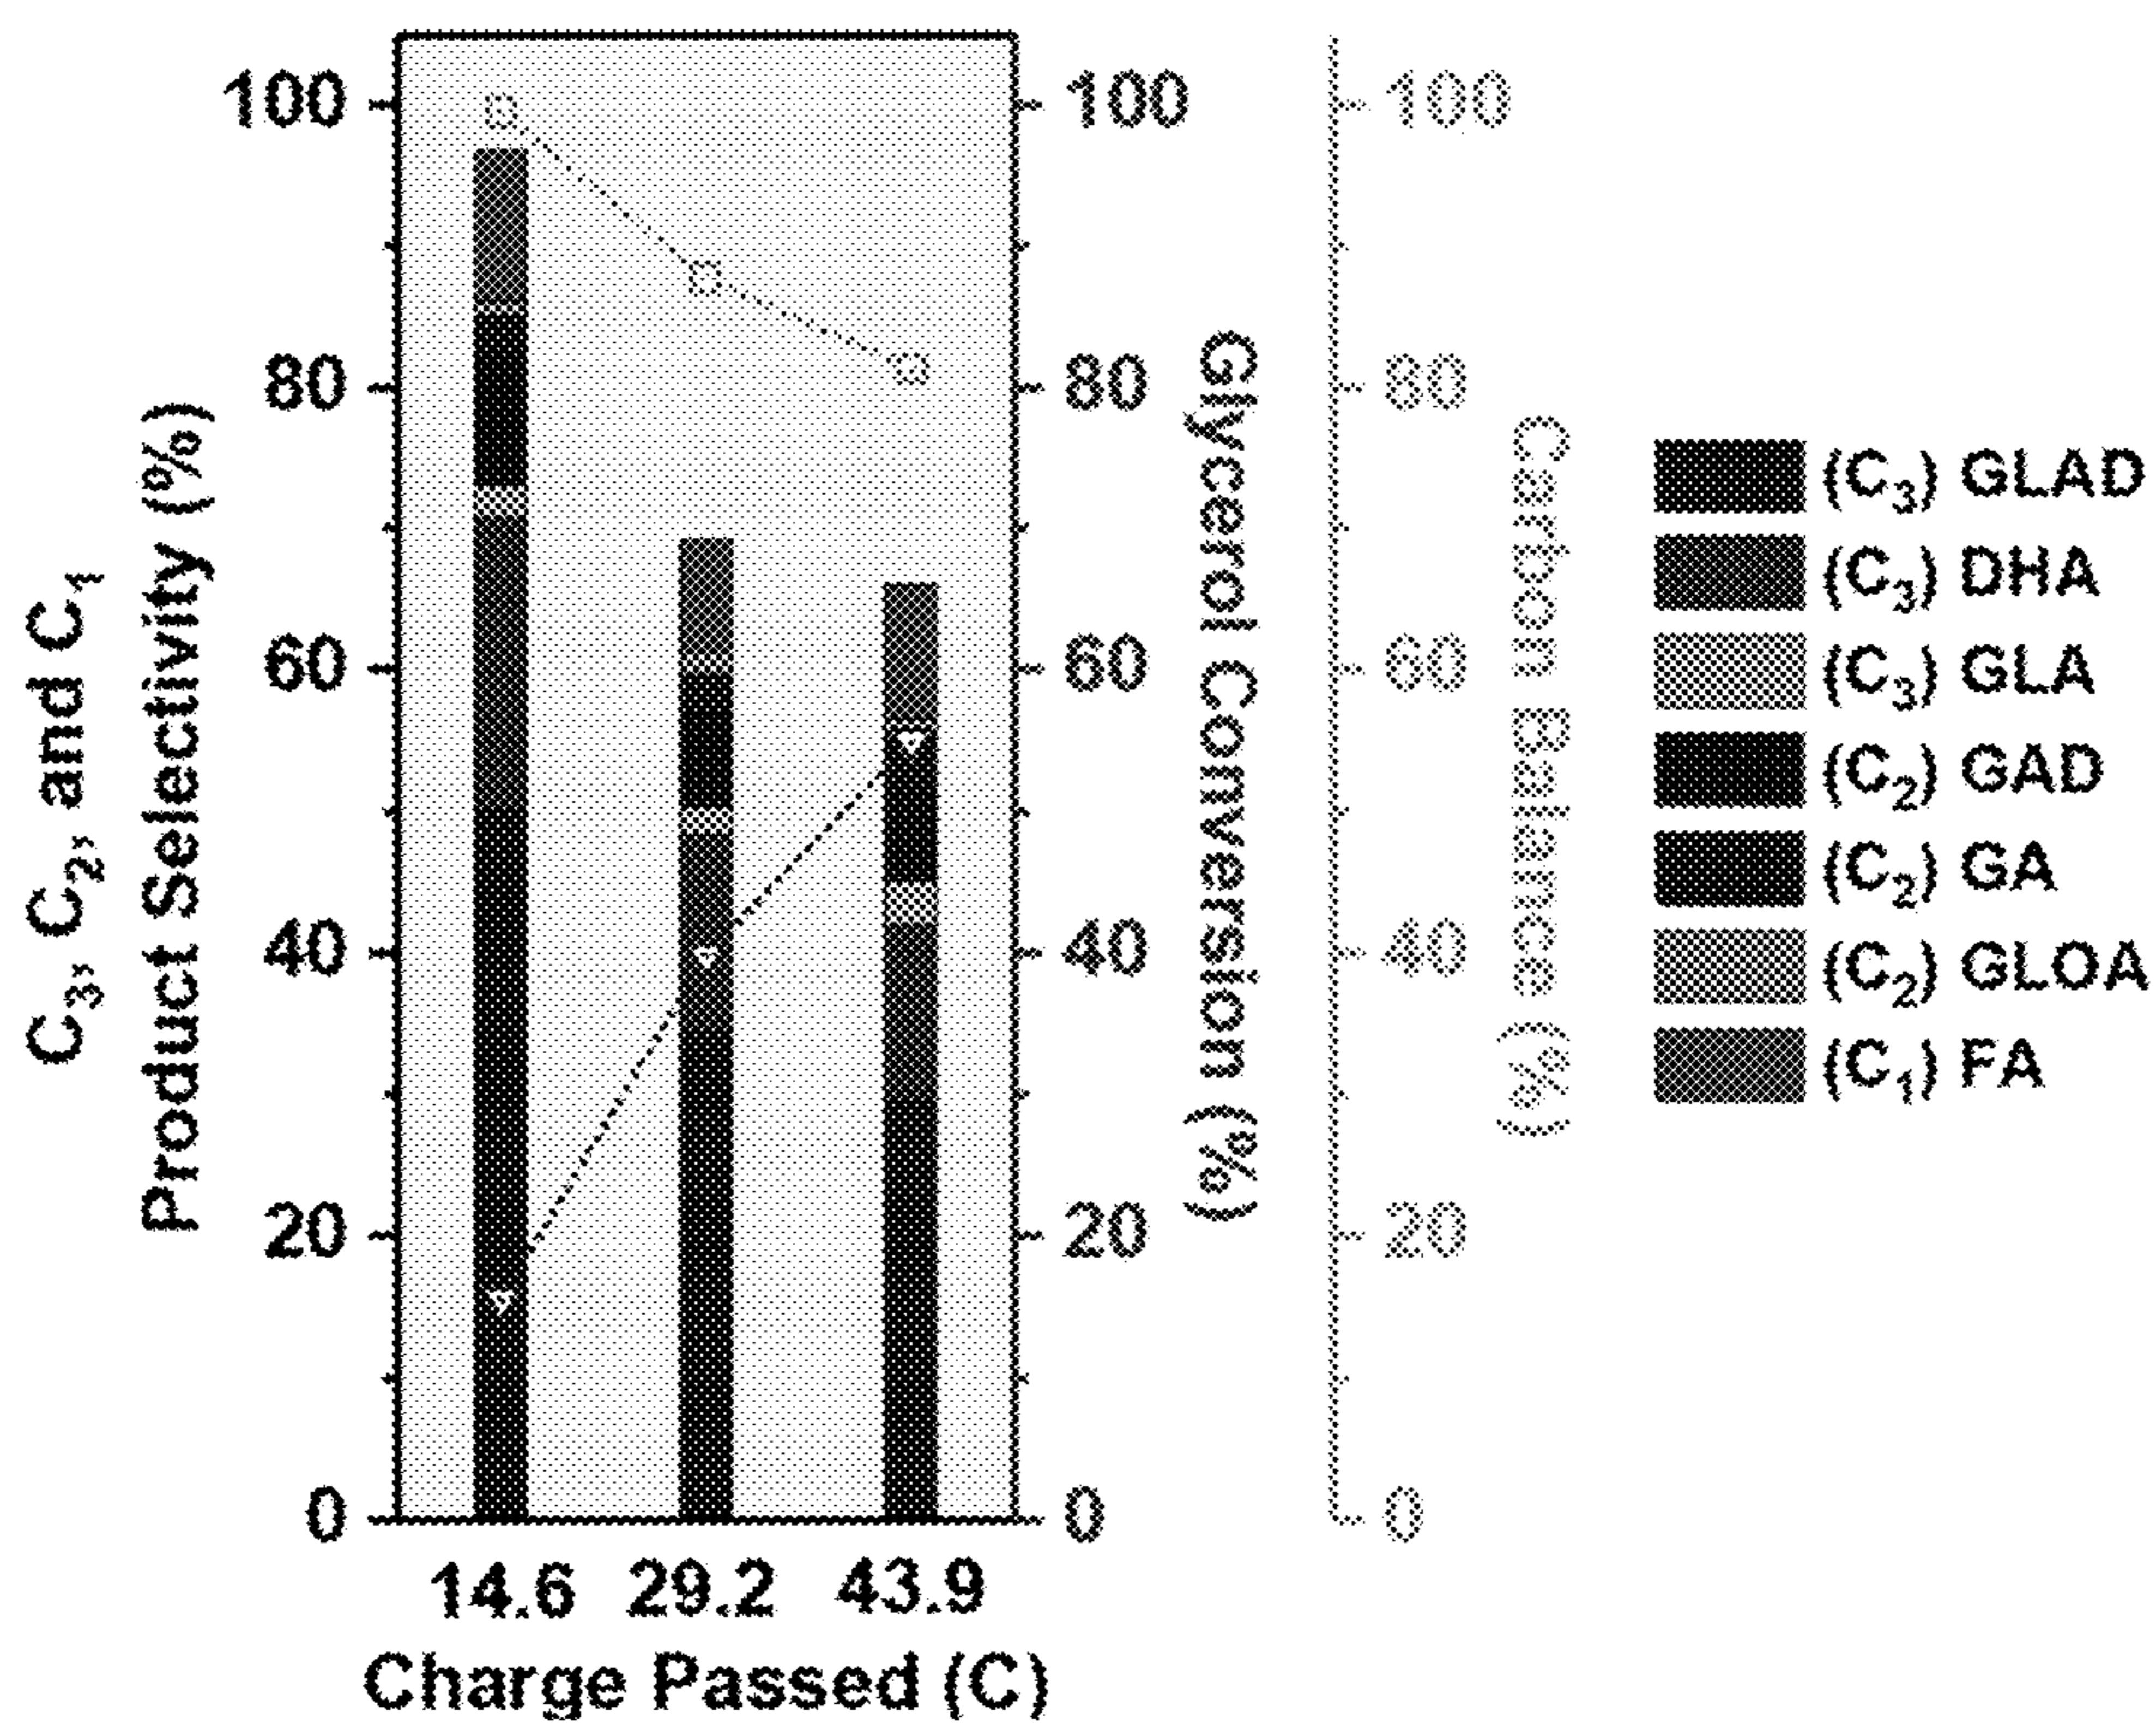 C₃, C₂, and C₁
Product Selectivity (%)
100
80
60
40
20
0
100
80
60
40
20
0
Glycerol Conversion (%)
100
80
60
40
20
0
Carbon Balance (%)
14.6 29.2 43.9
Charge Passed (C)
(C₃) GLAD
(C₃) DHA
(C₃) GLA
(C₂) GAD
(C₂) GA
(C₂) GLOA
(C₁) FA